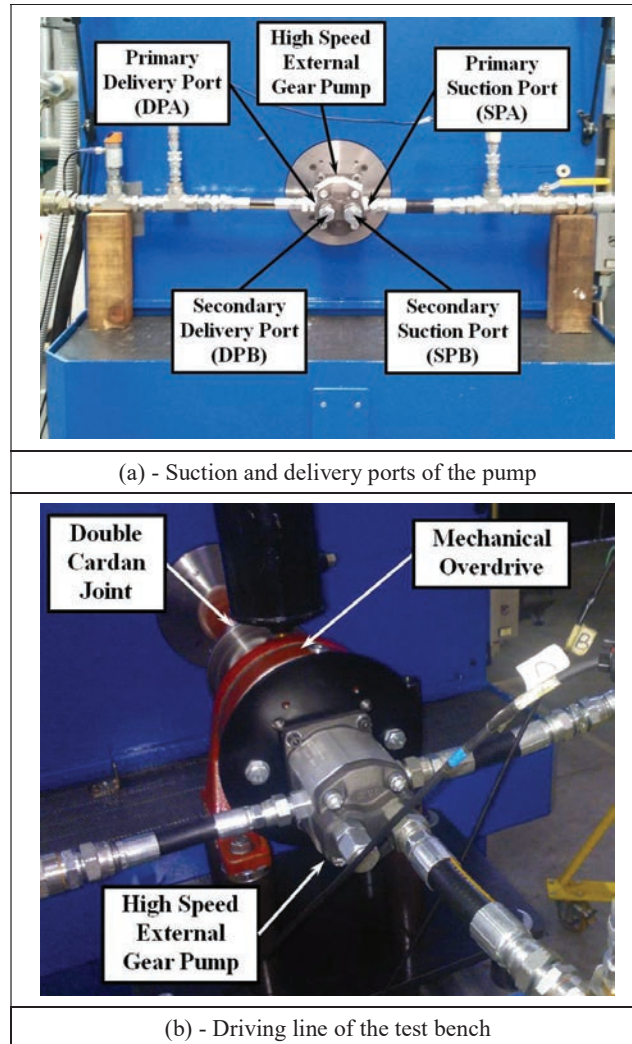 Primary
Delivery Port
(DPA)
High Speed
External
Gear Pump
Primary
Suction Port
(SPA)
Secondary
Delivery Port
(DPB)
Secondary
Suction Port
(SPB)
(a) - Suction and delivery ports of the pump
Double
Cardan
Joint
Mechanical
Overdrive
B
High Speed
External
Gear Pump
(b) - Driving line of the test bench